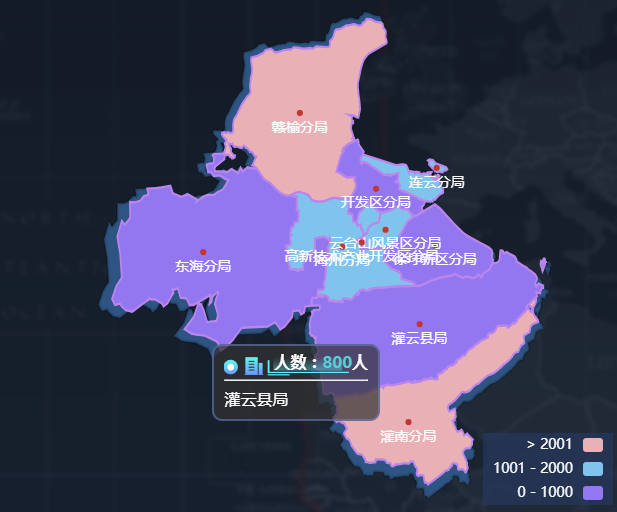 赣榆分局
连云分局
开发区分局
云台山风景区分局
高新技术产业开发区分局
海州分局
徐圩新区分局
东海分局
灌云县局
人数：800人
灌云县局
灌南分局
> 2001
1001 - 2000
0 - 1000